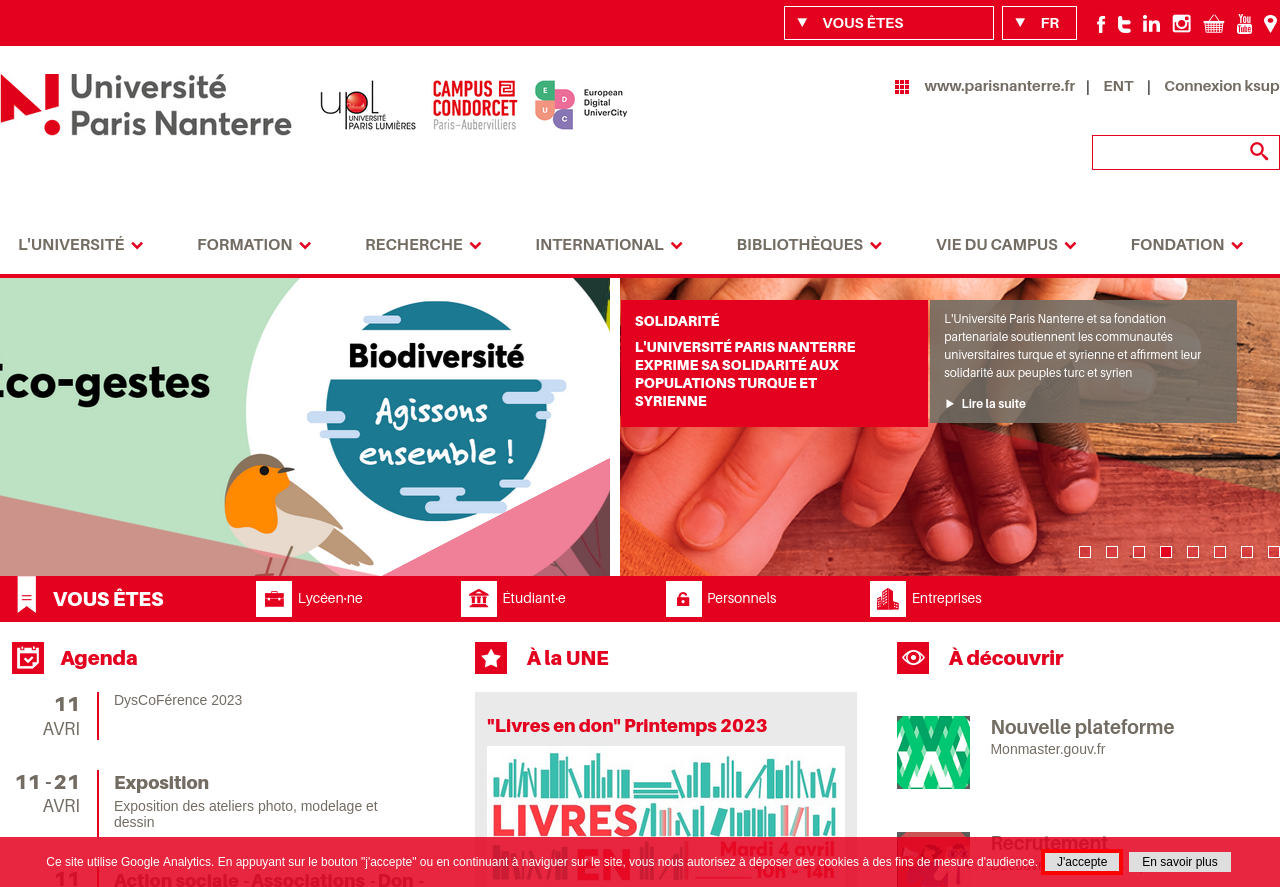 VOUS ÊTES
FR
You Tube
Université
Paris Nanterre
upl
UNIVERSITÉ
PARIS LUMIÈRES
CAMPUS
CONDORCET
Paris–Aubervilliers
E
D
U
C
European
Digital
UniverCity
www.parisnanterre.fr | ENT | Connexion ksup
L'UNIVERSITÉ
FORMATION
RECHERCHE
INTERNATIONAL
BIBLIOTHÈQUES
VIE DU CAMPUS
FONDATION
Éco-gestes
Biodiversité
Agissons
ensemble !
SOLIDARITÉ
L'UNIVERSITÉ PARIS NANTERRE
EXPRIME SA SOLIDARITÉ AUX
POPULATIONS TURQUE ET
SYRIENNE
L'Université Paris Nanterre et sa fondation
partenariale soutiennent les communautés
universitaires turque et syrienne et affirment leur
solidarité aux peuples turc et syrien
Lire la suite
VOUS ÊTES
Lycéen·ne
Étudiant·e
Personnels
Entreprises
Agenda
11
AVRI
DysCoFérence 2023
11 - 21
AVRI
Exposition
Exposition des ateliers photo, modelage et
dessin
11
Action sociale - Associations - Don -
À la UNE
"Livres en don" Printemps 2023
LIVRES
EN
Mardi 4 avril
10h - 14h
À découvrir
Nouvelle plateforme
Monmaster.gouv.fr
Recrutement
Ce site utilise Google Analytics. En appuyant sur le bouton "j'accepte" ou en continuant à naviguer sur le site, vous nous autorisez à déposer des cookies à des fins de mesure d'audience.
J'accepte
En savoir plus